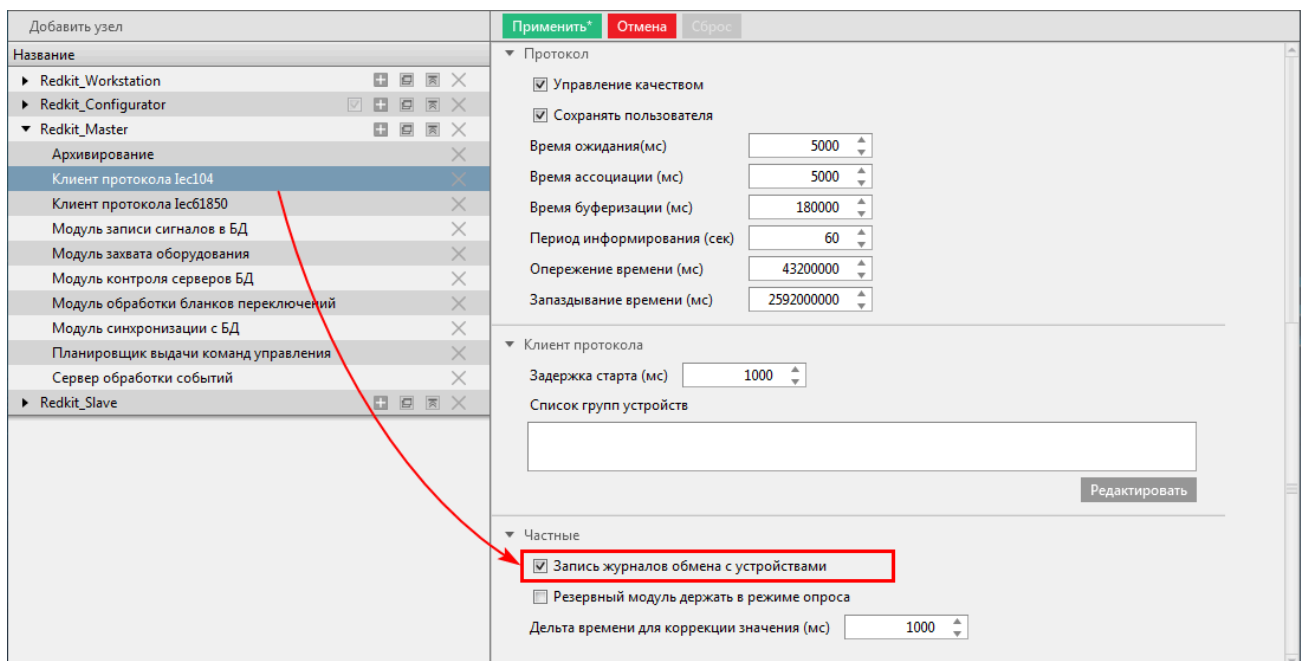 Добавить узел
Название
Redkit_Workstation
Redkit_Configurator
Redkit_Master
Архивирование
Клиент протокола Iec104
Клиент протокола Iec61850
Модуль записи сигналов в БД
Модуль захвата оборудования
Модуль контроля серверов БД
Модуль обработки бланков переключений
Модуль синхронизации с БД
Планировщик выдачи команд управления
Сервер обработки событий
Redkit_Slave
Применить* Отмена Сброс
Протокол
Управление качеством
Сохранять пользователя
Время ожидания(мс) 5000
Время ассоциации (мс) 5000
Время буферизации (мс) 180000
Период информирования (сек) 60
Опережение времени (мс) 43200000
Запаздывание времени (мс) 2592000000
Клиент протокола
Задержка старта (мс) 1000
Список групп устройств
Редактировать
Частные
Запись журналов обмена с устройствами
Резервный модуль держать в режиме опроса
Дельта времени для коррекции значения (мс) 1000